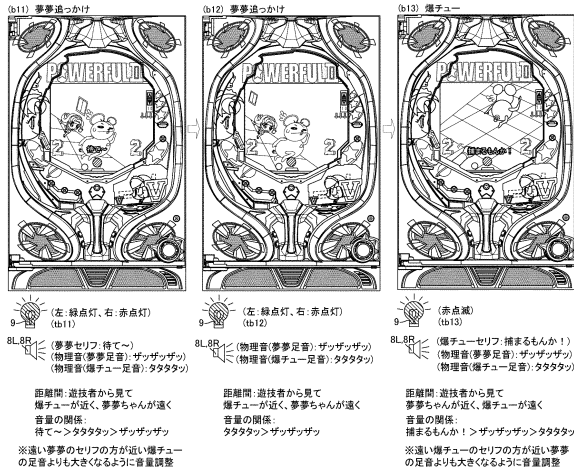 (b11) 夢夢追っかけ
POWERFULⅡ
待て~
2
2
V
9
(左:緑点灯、右:赤点灯)
(tb11)
8L,8R
(夢夢セリフ:待て~)
(物理音(夢夢足音):ザッザッザッ)
(物理音(爆チュー足音):タタタタッ)
距離間:遊技者から見て
爆チューが近く、夢夢ちゃんが遠く
音量の関係:
待て~>タタタタッ>ザッザッザッ
※遠い夢夢のセリフの方が近い爆チュー
の足音よりも大きくなるように音量調整
(b12) 夢夢追っかけ
POWERFULⅡ
2
2
V
9
(左:緑点灯、右:赤点灯)
(tb12)
8L,8R
(物理音(夢夢足音):ザッザッザッ)
(物理音(爆チュー足音):タタタタッ)
距離間:遊技者から見て
爆チューが近く、夢夢ちゃんが遠く
音量の関係:
タタタタッ>ザッザッザッ
(b13) 爆チュー
POWERFULⅡ
捕まるもんか!
2
2
V
9
(赤点滅)
(tb13)
8L,8R
(爆チューセリフ:捕まるもんか!)
(物理音(夢夢足音):ザッザッザッ)
(物理音(爆チュー足音):タタタタッ)
距離間:遊技者から見て
夢夢ちゃんが近く、爆チューが遠く
音量の関係:
捕まるもんか!>ザッザッザッ>タタタタッ
※遠い爆チューのセリフの方が近い夢夢
の足音よりも大きくなるように音量調整